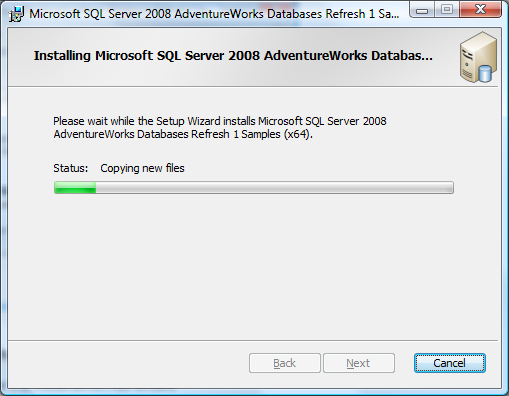 Microsoft SQL Server 2008 AdventureWorks Databases Refresh 1 Sa...
Installing Microsoft SQL Server 2008 AdventureWorks Databas...
Please wait while the Setup Wizard installs Microsoft SQL Server 2008
AdventureWorks Databases Refresh 1 Samples (x64).
Status: Copying new files
Back Next Cancel